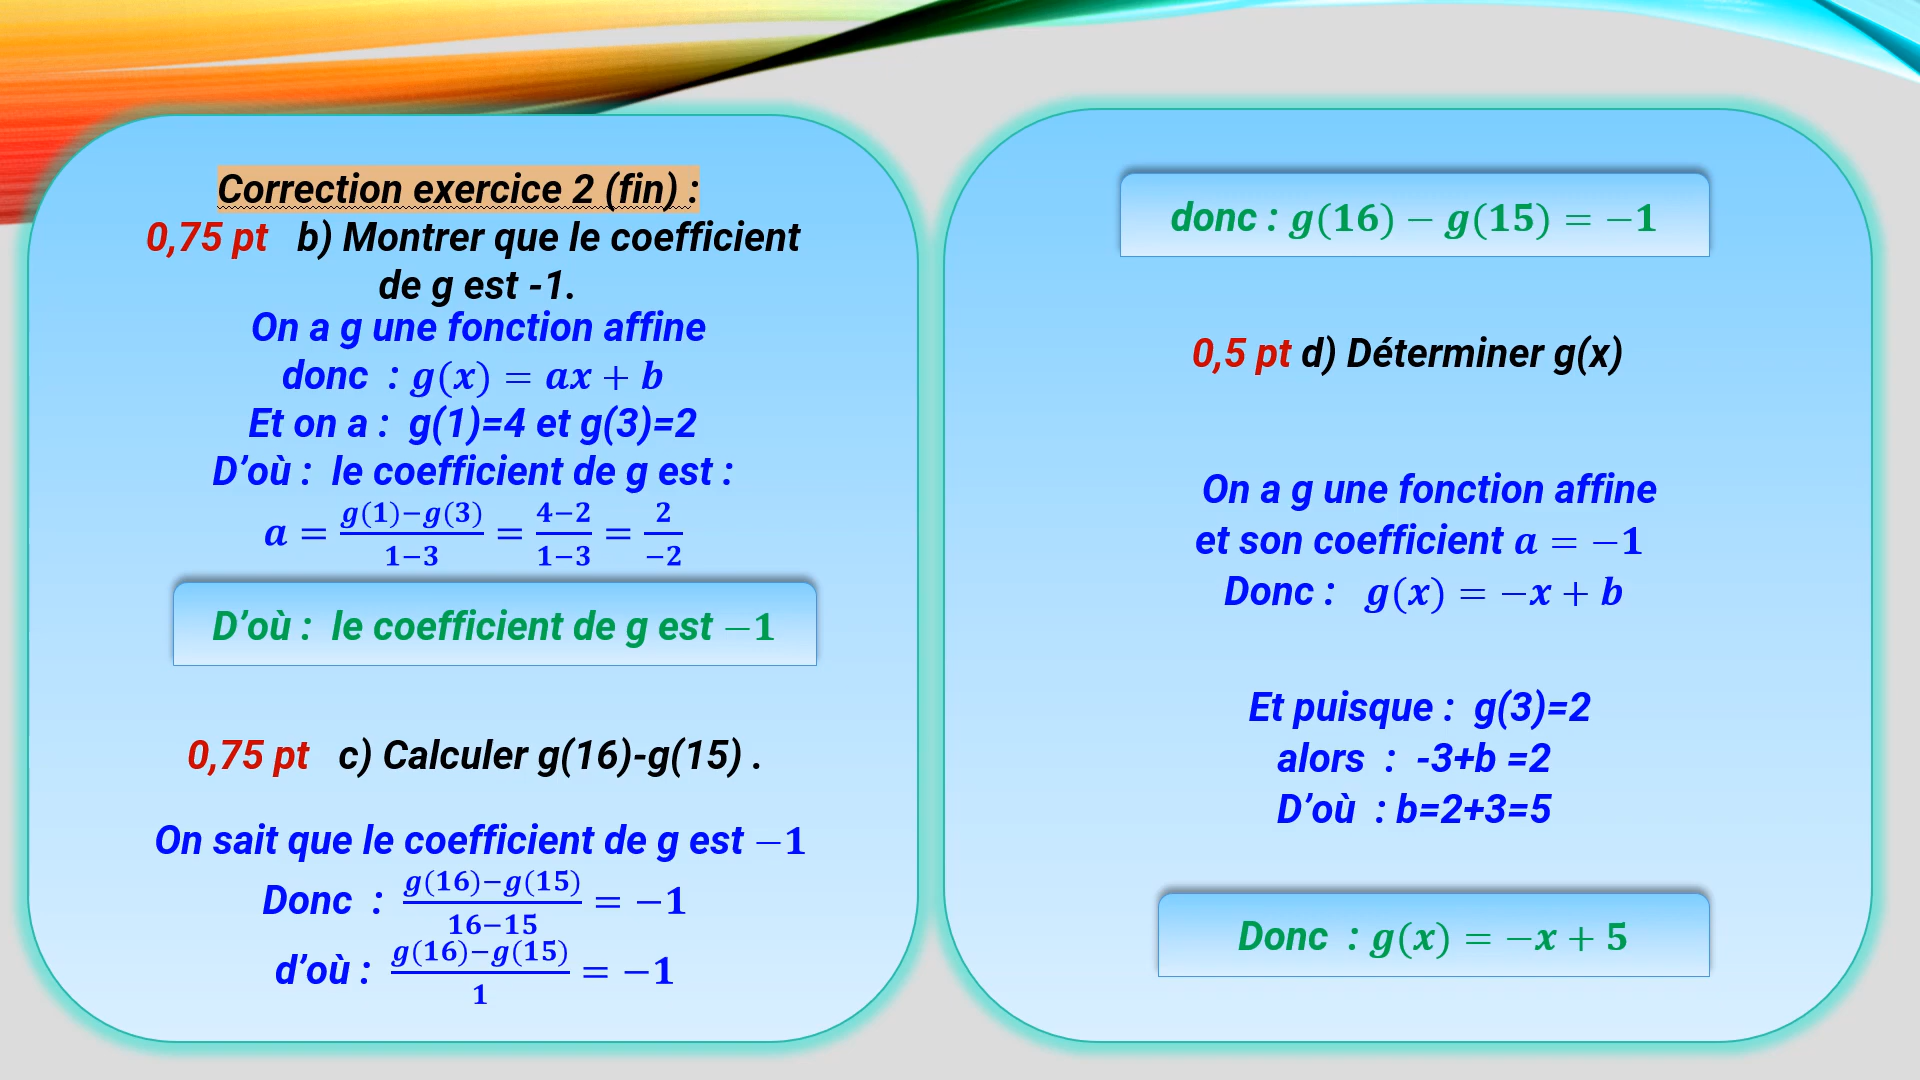 Correction exercice 2 (fin) :
0,75 pt b) Montrer que le coefficient
de g est -1.
On a g une fonction affine
donc : g(x) = ax + b
Et on a : g(1)=4 et g(3)=2
D’où : le coefficient de g est :
a = \frac{g(1)−g(3)}{1−3} = \frac{4−2}{1−3} = \frac{2}{−2}
D’où : le coefficient de g est −1
0,75 pt c) Calculer g(16)-g(15) .
On sait que le coefficient de g est −1
Donc : \frac{g(16)−g(15)}{16−15} = −1
d’où : \frac{g(16)−g(15)}{1} = −1
donc : g(16) − g(15) = −1
0,5 pt d) Déterminer g(x)
On a g une fonction affine
et son coefficient a = −1
Donc : g(x) = −x + b
Et puisque : g(3)=2
alors : -3+b =2
D’où : b=2+3=5
Donc : g(x) = −x + 5